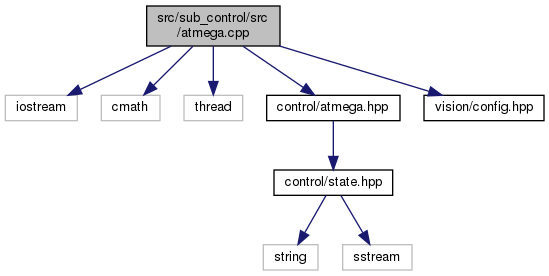 src/sub_control/src
/atmega.cpp
iostream
cmath
thread
control/atmega.hpp
vision/config.hpp
control/state.hpp
string
sstream